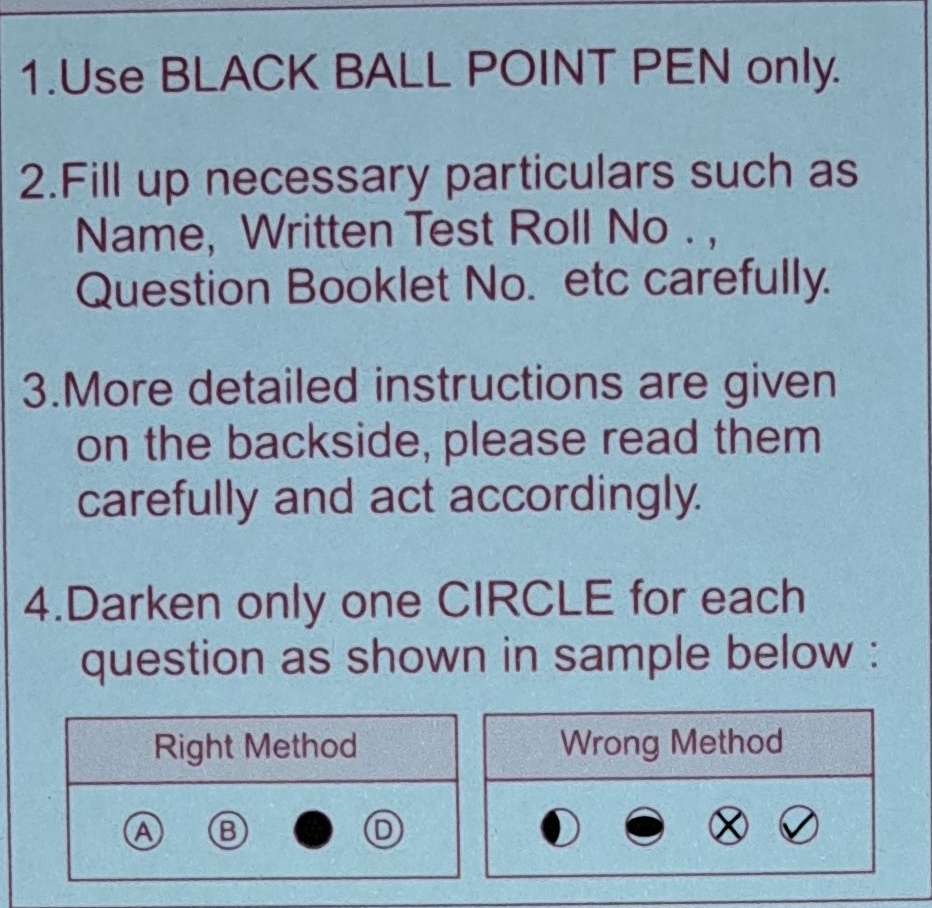 1.Use BLACK BALL POINT PEN only.
2.Fill up necessary particulars such as
Name, Written Test Roll No . ,
Question Booklet No. etc carefully.
3.More detailed instructions are given
on the backside, please read them
carefully and act accordingly.
4.Darken only one CIRCLE for each
question as shown in sample below :
Right Method
A B D
Wrong Method